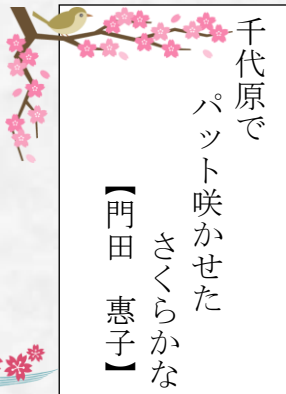 千代原で
パット咲かせた
さくらかな
【門田　惠子】